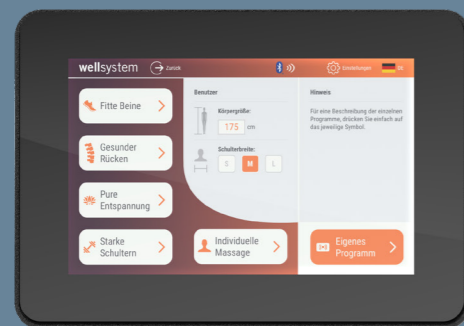 wellsystem
Zurück
Einstellungen
DE
Fitte Beine
Gesunder
Rücken
Pure
Entspannung
Starke
Schultern
Benutzer
Körpergröße:
175 cm
Schulterbreite:
S M L
Hinweis
Für eine Beschreibung der einzelnen
Programme, drücken Sie einfach auf
das jeweilige Symbol.
Individuelle
Massage
Eigenes
Programm